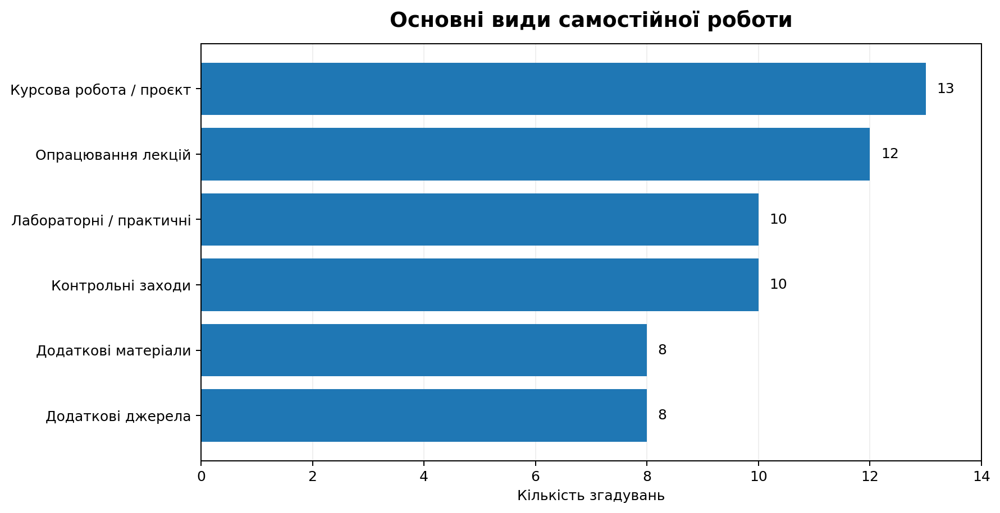 Основні види самостійної роботи
Курсова робота / проєкт
13
Опрацювання лекцій
12
Лабораторні / практичні
10
Контрольні заходи
10
Додаткові матеріали
8
Додаткові джерела
8
0 2 4 6 8 10 12 14
Кількість згадувань